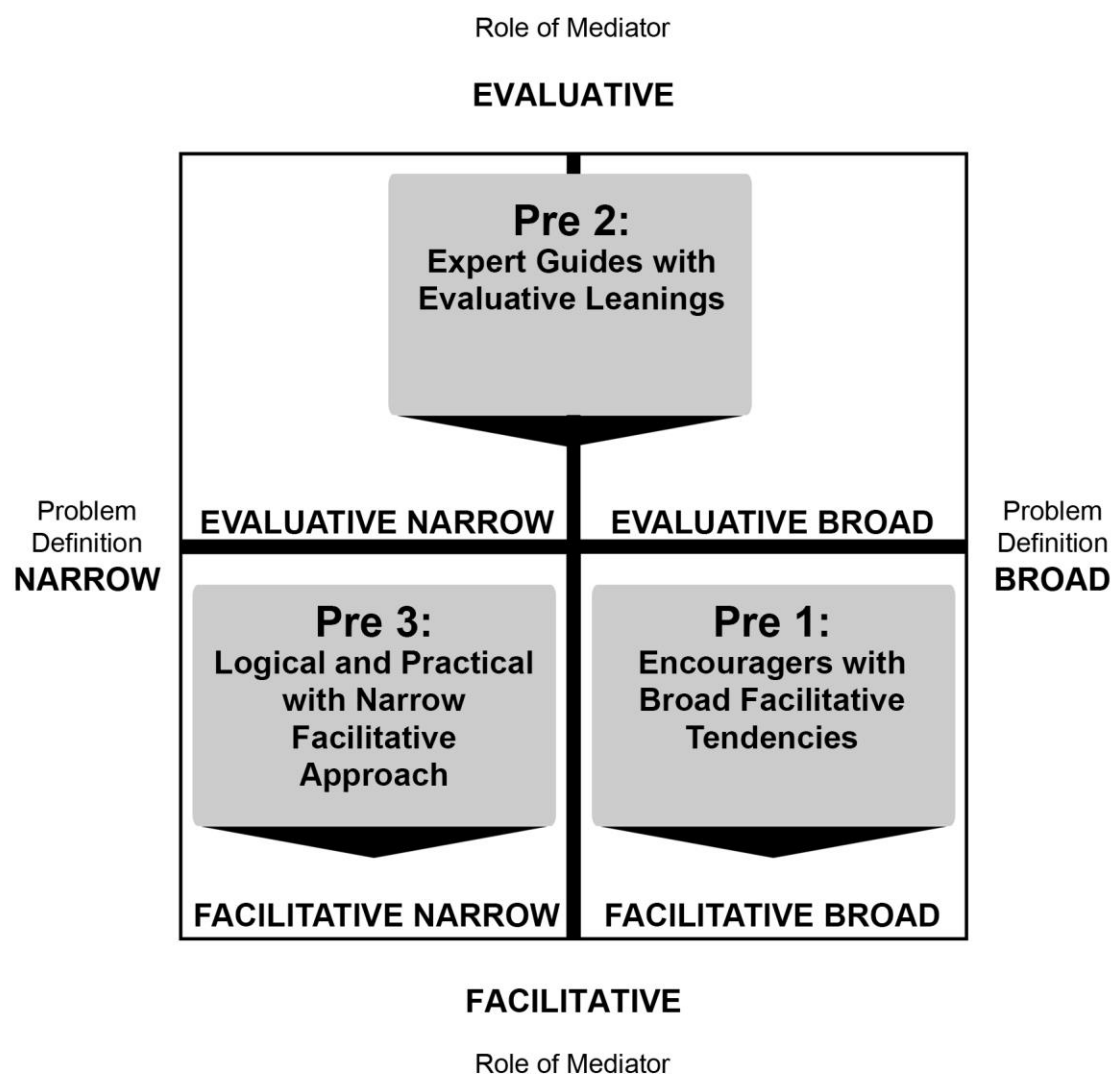 Role of Mediator
EVALUATIVE
Pre 2:
Expert Guides with
Evaluative Leanings
EVALUATIVE NARROW
EVALUATIVE BROAD
Problem
Definition
NARROW
Problem
Definition
BROAD
Pre 3:
Logical and Practical
with Narrow
Facilitative
Approach
Pre 1:
Encouragers with
Broad Facilitative
Tendencies
FACILITATIVE NARROW
FACILITATIVE BROAD
FACILITATIVE
Role of Mediator